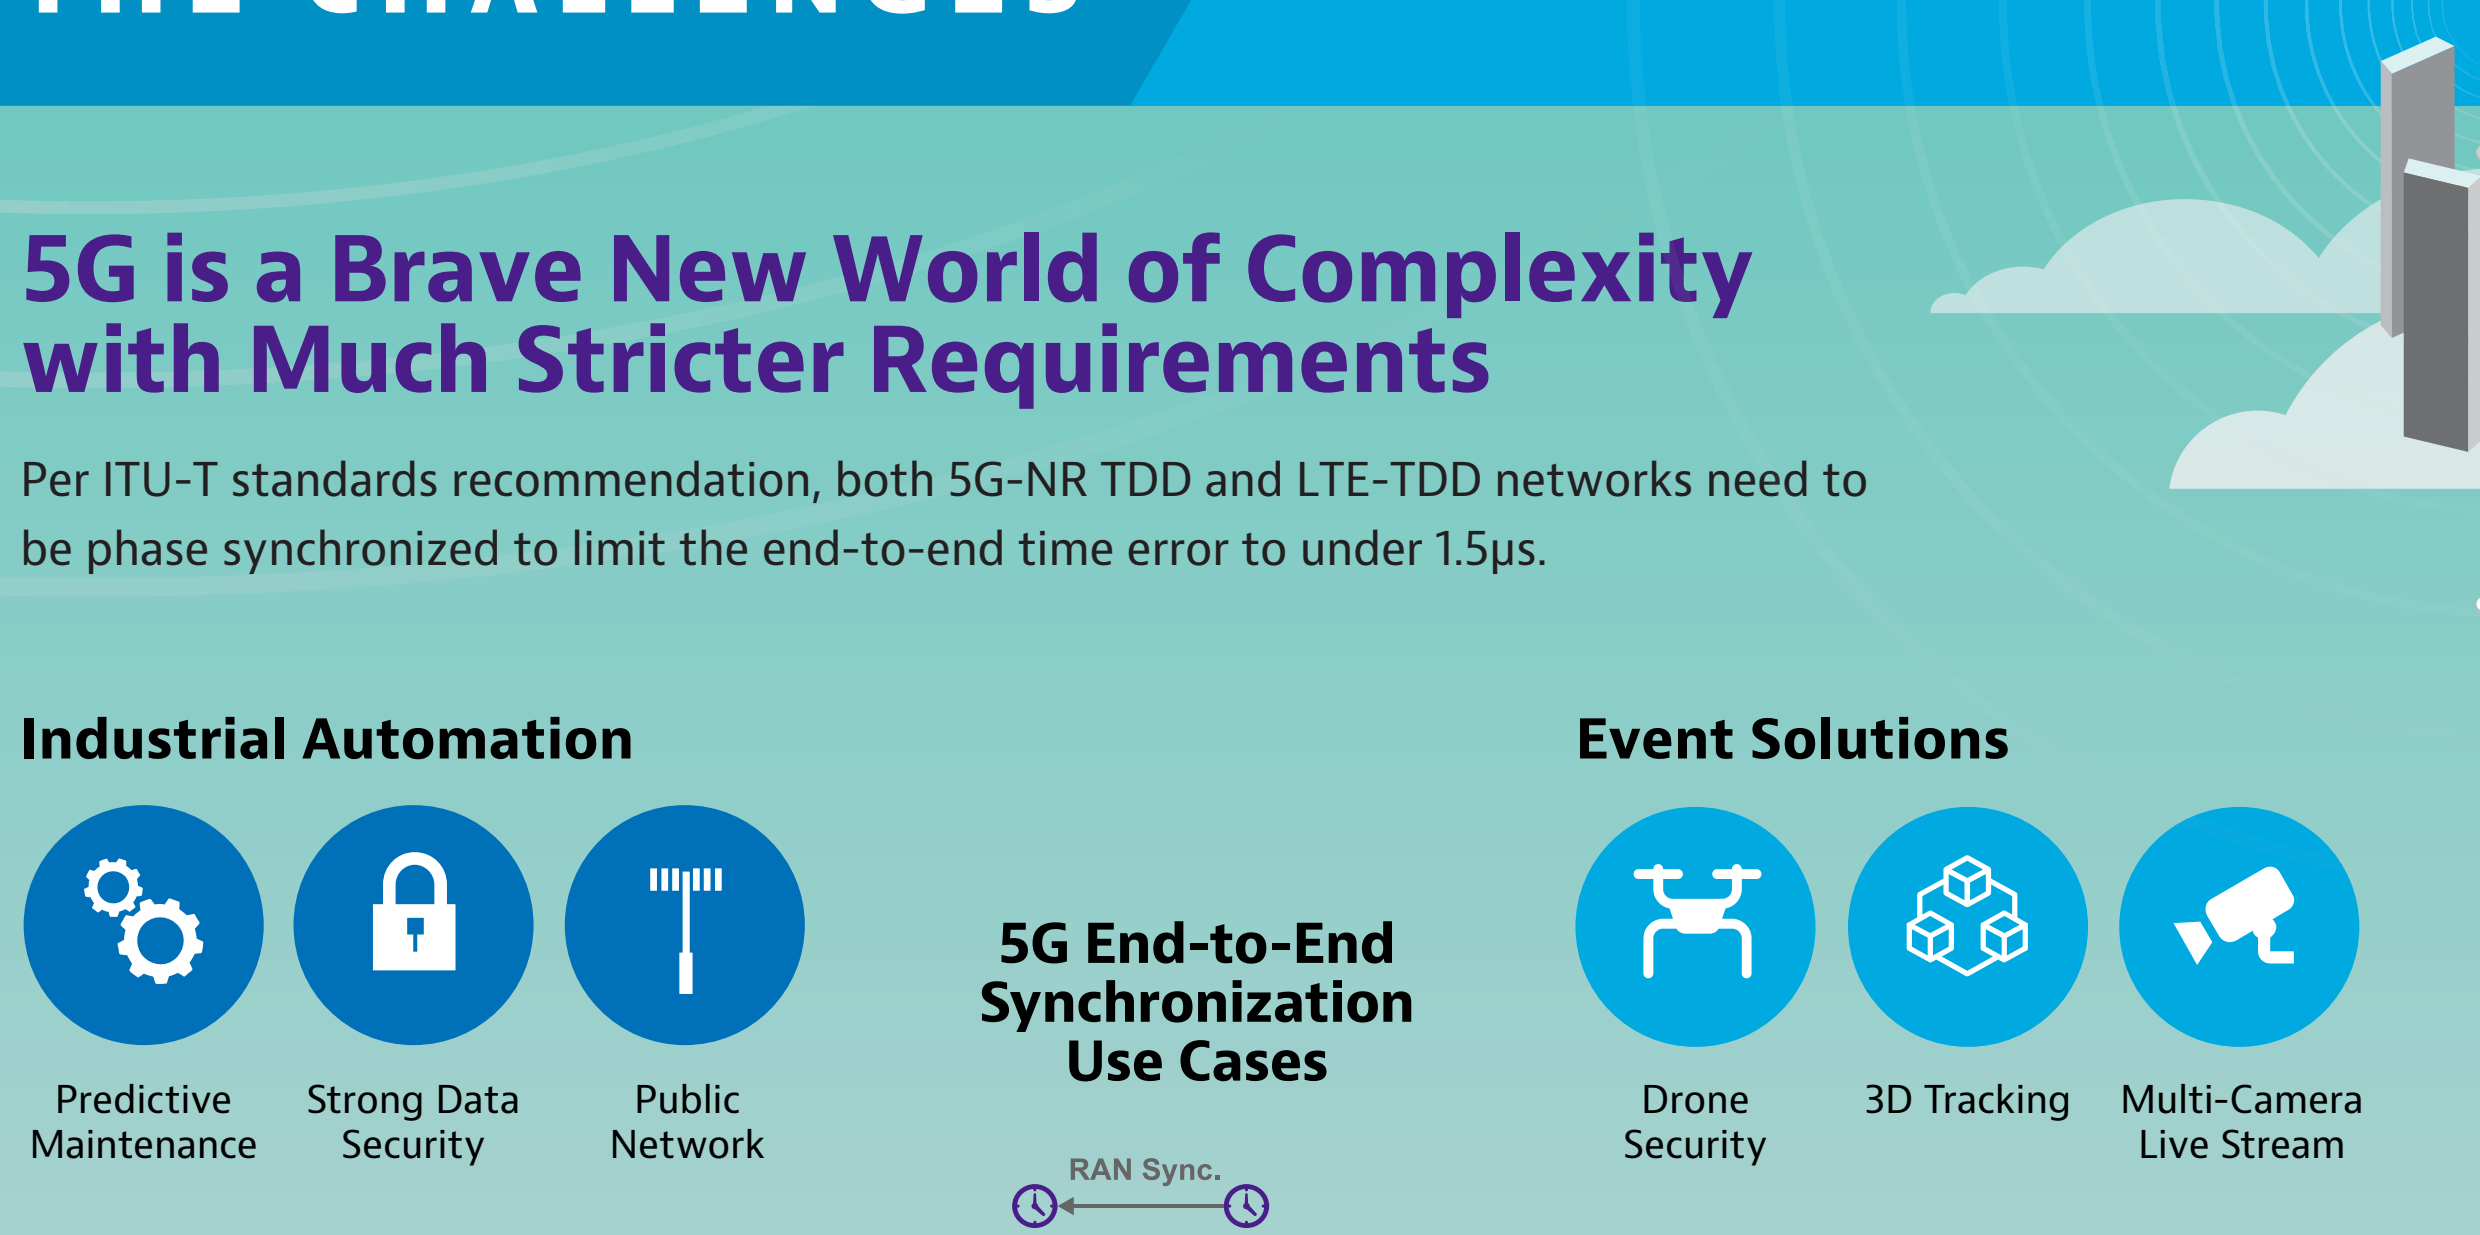 THE CHALLENGES
5G is a Brave New World of Complexity
with Much Stricter Requirements
Per ITU-T standards recommendation, both 5G-NR TDD and LTE-TDD networks need to
be phase synchronized to limit the end-to-end time error to under 1.5µs.
Industrial Automation
Predictive
Maintenance
Strong Data
Security
Public
Network
5G End-to-End
Synchronization
Use Cases
RAN Sync.
Event Solutions
Drone
Security
3D Tracking
Multi-Camera
Live Stream